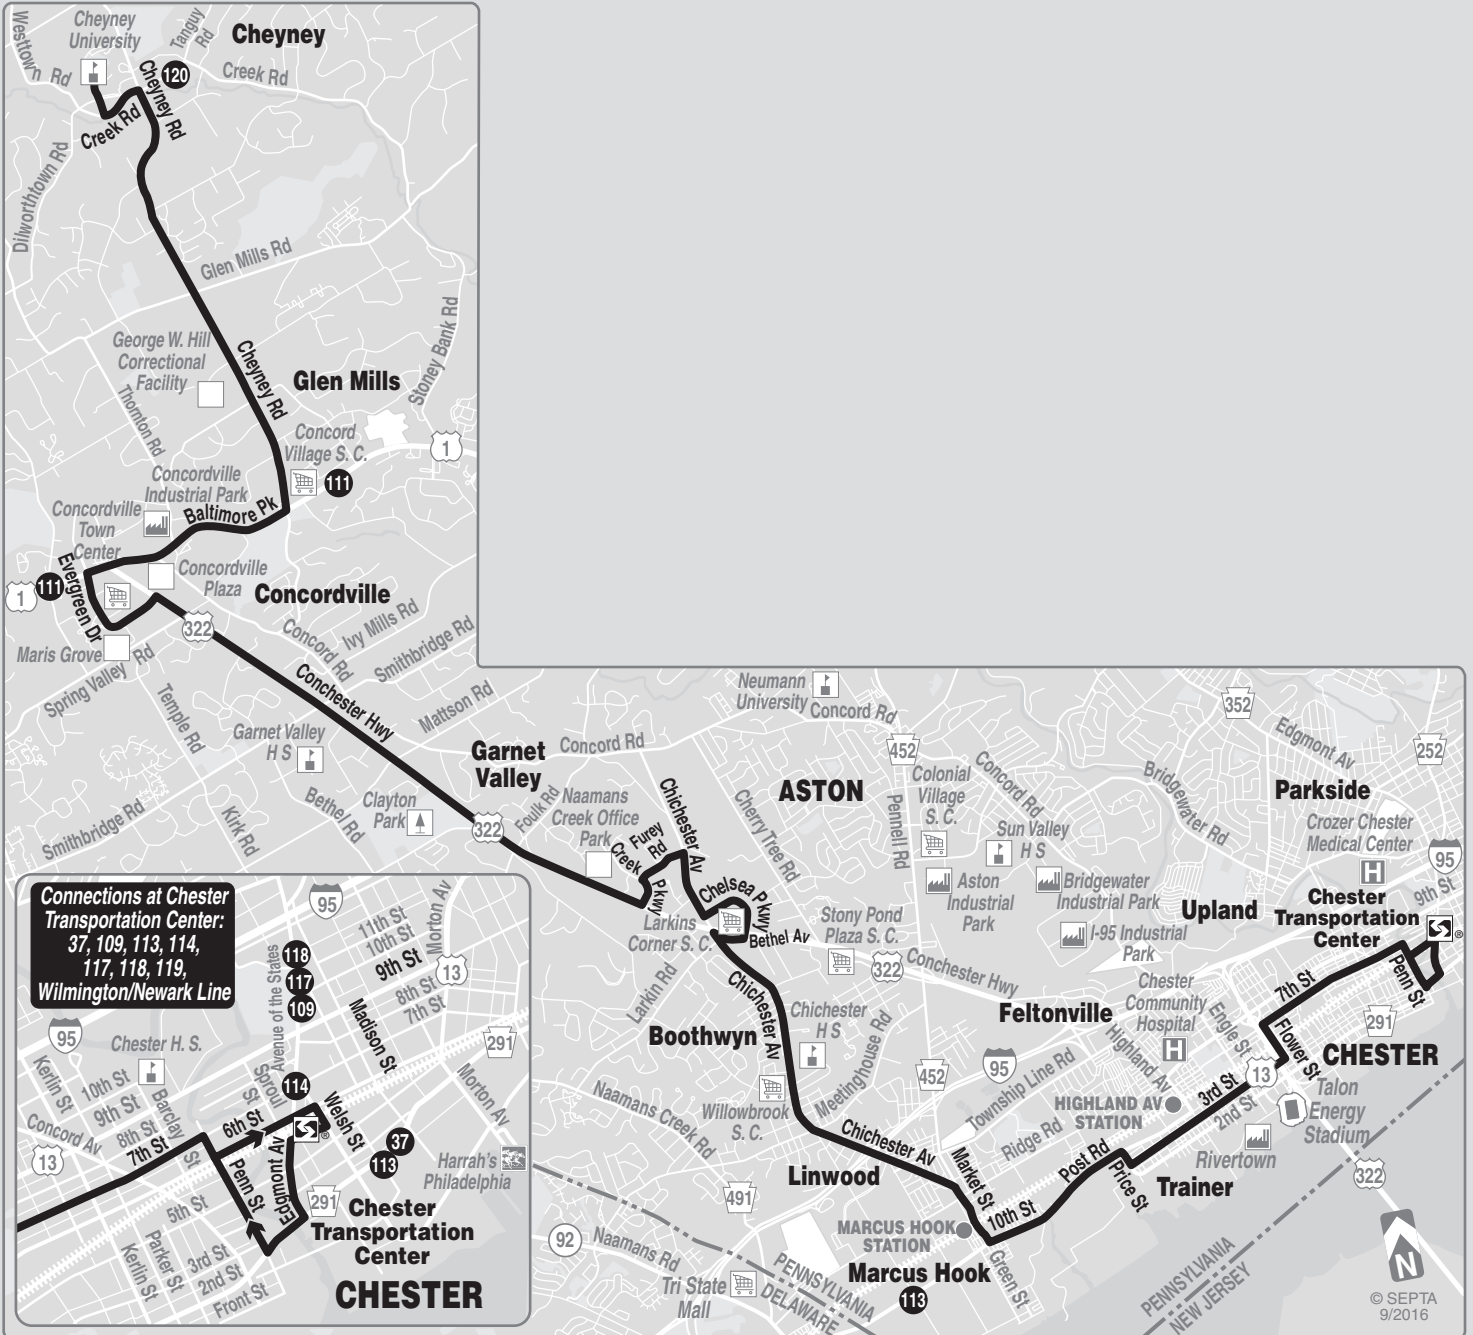 Westtown Rd
Cheyney
University
Tanguy
Rd
Cheyney
120
Creek Rd
Cheyney Rd
Creek Rd
Dilworthtown Rd
Glen Mills Rd
Stoney Bank Rd
George W. Hill
Correctional
Facility
Cheyney Rd
Glen Mills
Thornton Rd
Concord
Village S. C.
1
111
Concordville
Industrial Park
Baltimore Pk
Concordville
Town
Center
Concordville
Plaza
1
111
Evergreen Dr
Concordville
322
Concord Rd
Ivy Mills Rd
Smithbridge Rd
Maris Grove
Spring Valley Rd
Conchester Hwy
Mattson Rd
Temple Rd
Garnet Valley
H S
Garnet
Valley
Concord Rd
Neumann
University
Concord Rd
352
Edgmont Av
252
452
Smithbridge Rd
Kirk Rd
Bethel Rd
Clayton
Park
322
Foulk Rd
Naamans
Creek Office
Park
Furey
Rd
Creek
Pkwy
Chichester Av
Cherry Tree Rd
ASTON
Pennell Rd
Colonial
Village
S. C.
Concord Rd
Sun Valley
H S
Bridgewater Rd
Parkside
Crozer Chester
Medical Center
95
9th St
Chelsea Pkwy
Larkins
Corner S. C.
Bethel Av
Stony Pond
Plaza S. C.
Aston
Industrial
Park
Bridgewater
Industrial Park
Upland
I-95 Industrial
Park
Chester
Transportation
Center
®
322
Conchester Hwy
Larkin Rd
Boothwyn
Chichester Av
Chichester
H S
Meetinghouse Rd
Feltonville
Chester
Community
Hospital
Highland Av
Engle St
7th St
Penn St
291
Flower St
CHESTER
13
452
95
Township Line Rd
HIGHLAND AV
STATION
3rd St
2nd St
Talon
Energy
Stadium
Naamans Creek Rd
Willowbrook
S. C.
Chichester Av
Ridge Rd
Post Rd
Rivertown
Linwood
Market St
Price St
Trainer
322
491
MARCUS HOOK
STATION
10th St
Green St
Marcus Hook
113
92
Naamans Rd
Tri State
Mall
PENNSYLVANIA
DELAWARE
PENNSYLVANIA
NEW JERSEY
N
© SEPTA
9/2016
Connections at Chester
Transportation Center:
37, 109, 113, 114,
117, 118, 119,
Wilmington/Newark Line
95
11th St
10th St
9th St
8th St
7th St
Morton Av
13
118
117
109
Avenue of the States
Madison St
291
95
Chester H. S.
Kerlin St
10th St
9th St
8th St
7th St
Barclay
St
Sproul
St
114
Concord Av
13
6th St
Welsh St
®
37
113
Morton Av
Harrah's
Philadelphia
Penn St
Edgmont Av
291
5th St
Parker St
Kerlin St
3rd St
2nd St
Front St
Chester
Transportation
Center
CHESTER